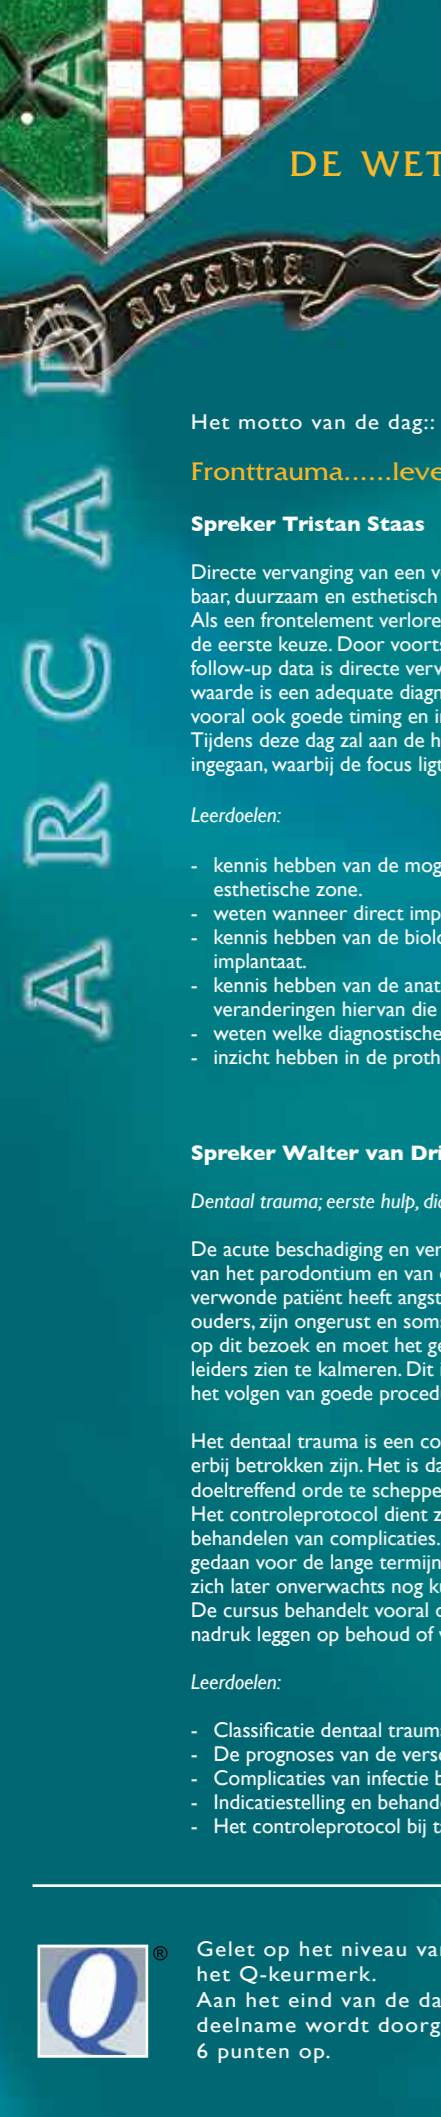 DE WET
in arcadia
ARCADIA
Het motto van de dag::
Fronttrauma......leve
Spreker Tristan Staas
Directe vervanging van een v
baar, duurzaam en esthetisch
Als een frontelement verlore
de eerste keuze. Door voorts
follow-up data is directe verv
waarde is een adequate diagn
vooral ook goede timing en i
Tijdens deze dag zal aan de h
ingegaan, waarbij de focus ligt
Leerdoelen:
- kennis hebben van de mog
esthetische zone.
- weten wanneer direct imp
- kennis hebben van de biolo
implantaat.
- kennis hebben van de anat
veranderingen hiervan die
- weten welke diagnostische
- inzicht hebben in de proth
Spreker Walter van Dri
Dentaal trauma; eerste hulp, dia
De acute beschadiging en ver
van het parodontium en van
verwonde patiënt heeft angst
ouders, zijn ongerust en soms
op dit bezoek en moet het ge
leiders zien te kalmeren. Dit i
het volgen van goede proced
Het dentaal trauma is een co
erbij betrokken zijn. Het is da
doeltreffend orde te scheppe
Het controleprotocol dient z
behandelen van complicaties.
gedaan voor de lange termijn
zich later onverwachts nog k
De cursus behandelt vooral d
nadruk leggen op behoud of v
Leerdoelen:
- Classificatie dentaal trauma
- De prognoses van de verso
- Complicaties van infectie b
- Indicatiestelling en behande
- Het controleprotocol bij ta
Q ®
Gelet op het niveau van
het Q-keurmerk.
Aan het eind van de da
deelname wordt doorg
6 punten op.